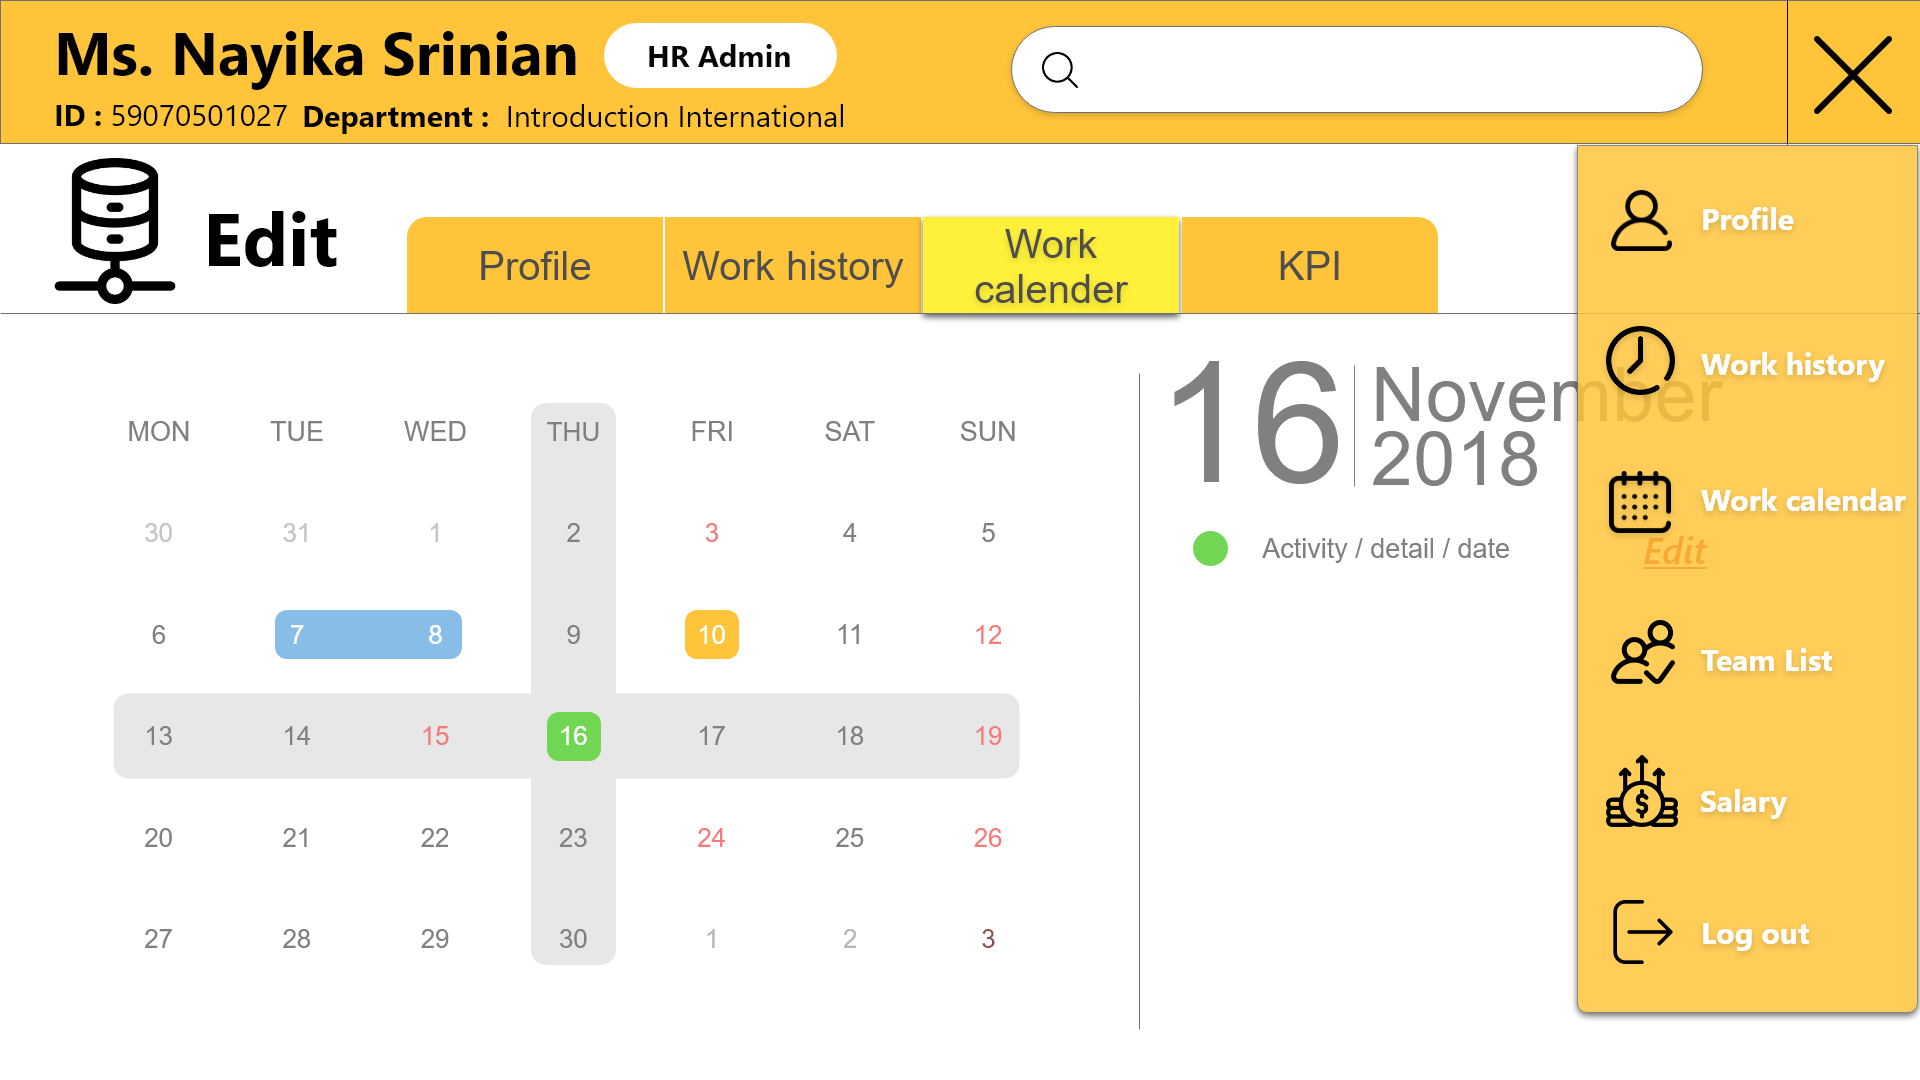 Ms. Nayika Srinian
HR Admin
ID : 59070501027 Department : Introduction International
Edit
Profile
Work history
Work
calender
KPI
MON TUE WED THU FRI SAT SUN
30 31 1 2 3 4 5
6 7 8 9 10 11 12
13 14 15 16 17 18 19
20 21 22 23 24 25 26
27 28 29 30 1 2 3
16
November
2018
Activity / detail / date
Profile
Work history
Work calendar
Edit
Team List
Salary
Log out